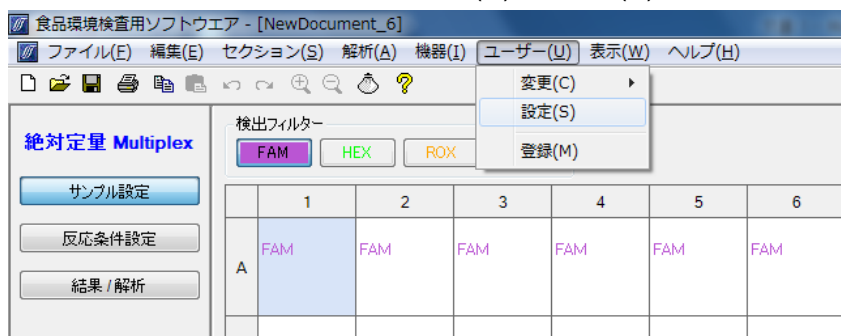 食品環境検査用ソフトウエア - [NewDocument_6]
ファイル(F) 編集(E) セクション(S) 解析(A) 機器(I) ユーザー(U) 表示(W) ヘルプ(H)
変更(C)
設定(S)
登録(M)
絶対定量 Multiplex
サンプル設定
反応条件設定
結果 / 解析
検出フィルター
FAM HEX ROX
1 2 3 4 5 6
A FAM FAM FAM FAM FAM FAM